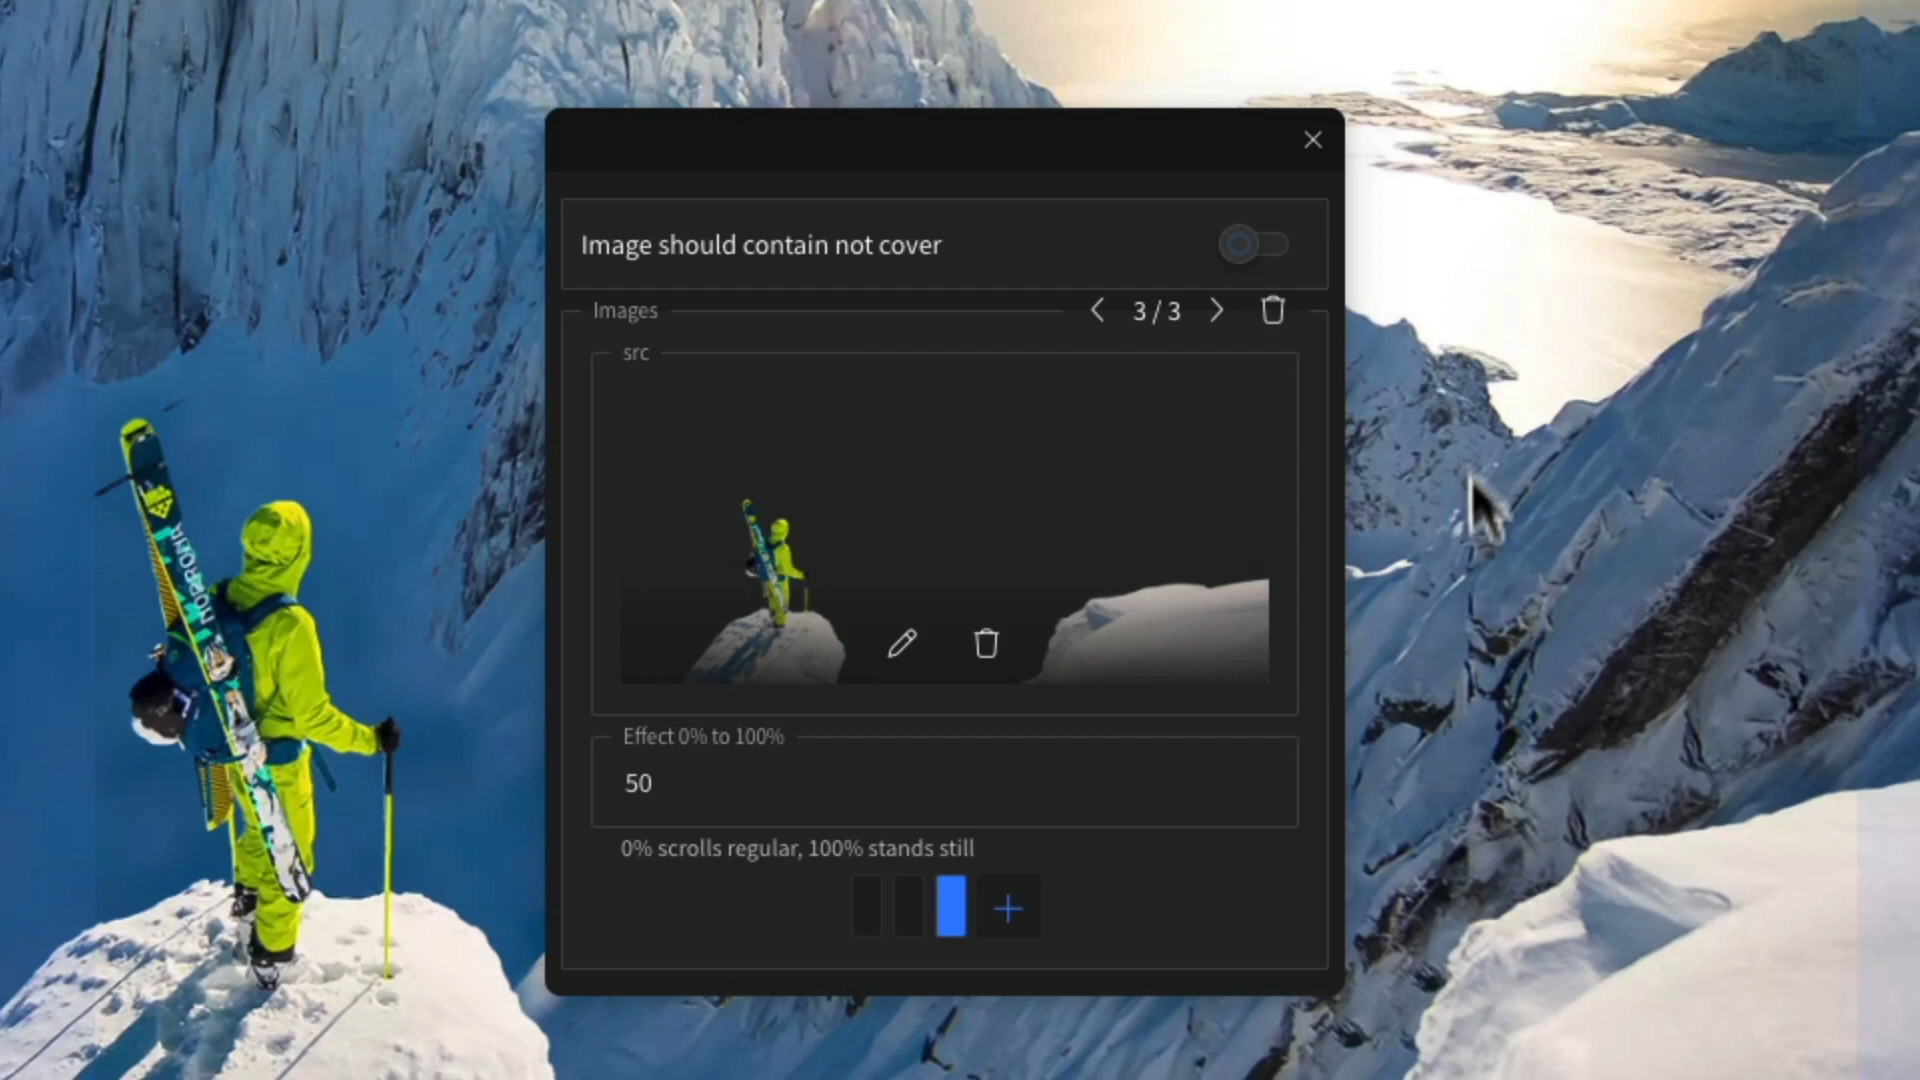 Image should contain not cover
Images
3 / 3
src
Effect 0% to 100%
50
0% scrolls regular, 100% stands still
NORRØNA